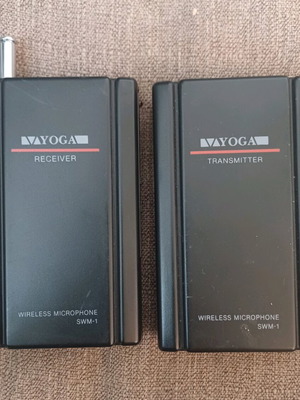 YOGA
RECEIVER
WIRELESS MICROPHONE
SWM-1
YOGA
TRANSMITTER
WIRELESS MICROPHONE
SWM-1